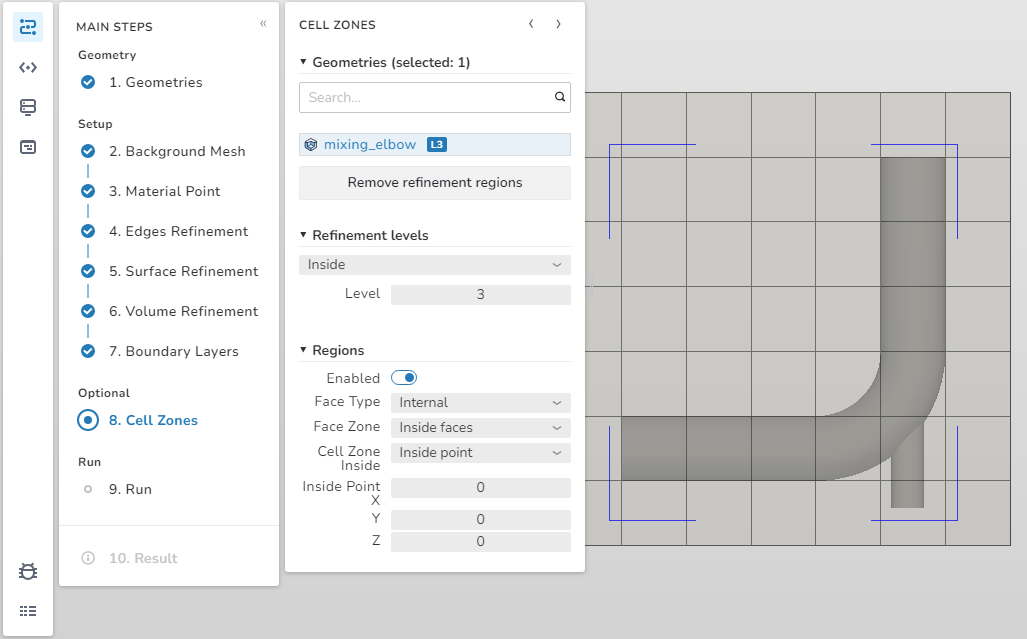 MAIN STEPS
«
Geometry
1. Geometries
Setup
2. Background Mesh
3. Material Point
4. Edges Refinement
5. Surface Refinement
6. Volume Refinement
7. Boundary Layers
Optional
8. Cell Zones
Run
9. Run
10. Result
CELL ZONES
Geometries (selected: 1)
Search...
mixing_elbow L3
Remove refinement regions
Refinement levels
Inside
Level 3
Regions
Enabled
Face Type Internal
Face Zone Inside faces
Cell Zone Inside point
Inside
Inside Point 0
X
Y 0
Z 0